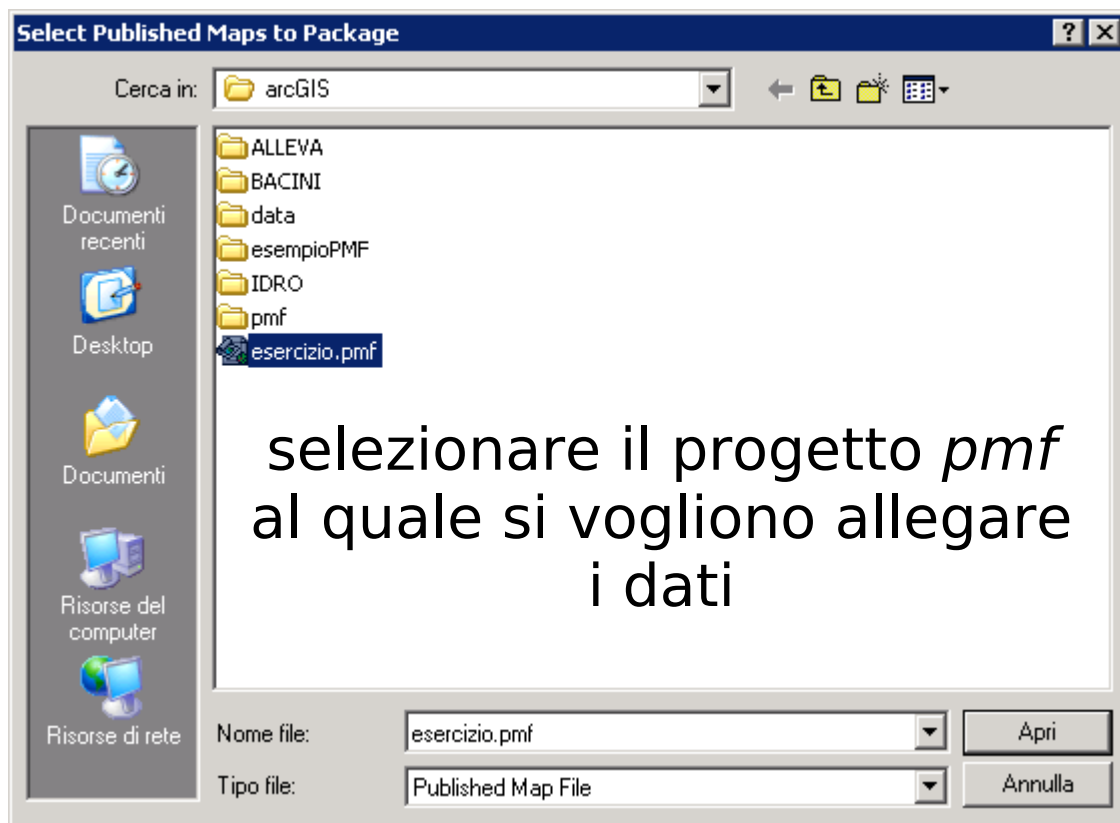 Select Published Maps to Package
Cerca in:
arcGIS
Documenti
recenti
Desktop
Documenti
Risorse del
computer
Risorse di rete
ALLEVA
BACINI
data
esempioPMF
IDRO
pmf
esercizio.pmf
selezionare il progetto pmf
al quale si vogliono allegare
i dati
Nome file:
esercizio.pmf
Apri
Tipo file:
Published Map File
Annulla